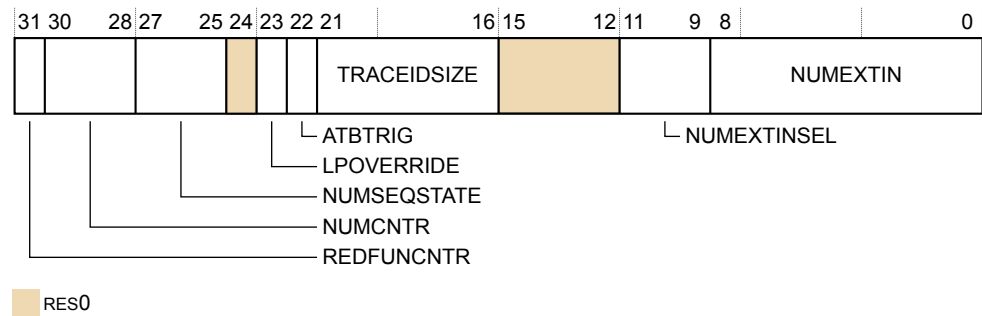 31 30 28 27 25 24 23 22 21 16 15 12 11 9 8 0
TRACEIDSIZE NUMEXTIN
ATBTRIG NUMEXTINSEL
LPOVERRIDE
NUMSEQSTATE
NUMCNTR
REDFUNCNTR
RES0